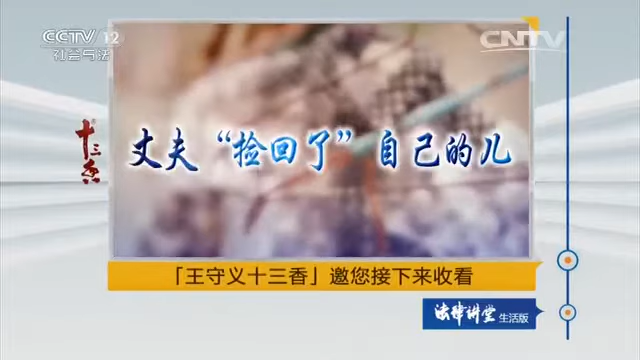 CCTV 12
社会与法
CNTV
十三香
丈夫“捡回了”自己的儿
「王守义十三香」邀您接下来收看
法律讲堂 生活版